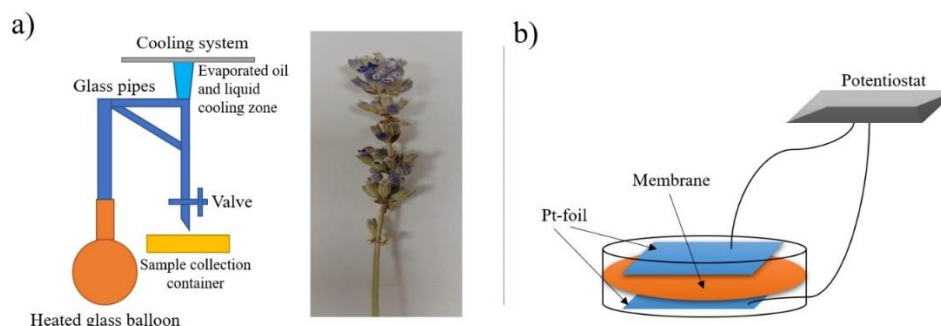 a)
Cooling system
Evaporated oil
and liquid
cooling zone
Glass pipes
Valve
Sample collection
container
Heated glass balloon
b)
Potentiostat
Membrane
Pt-foil